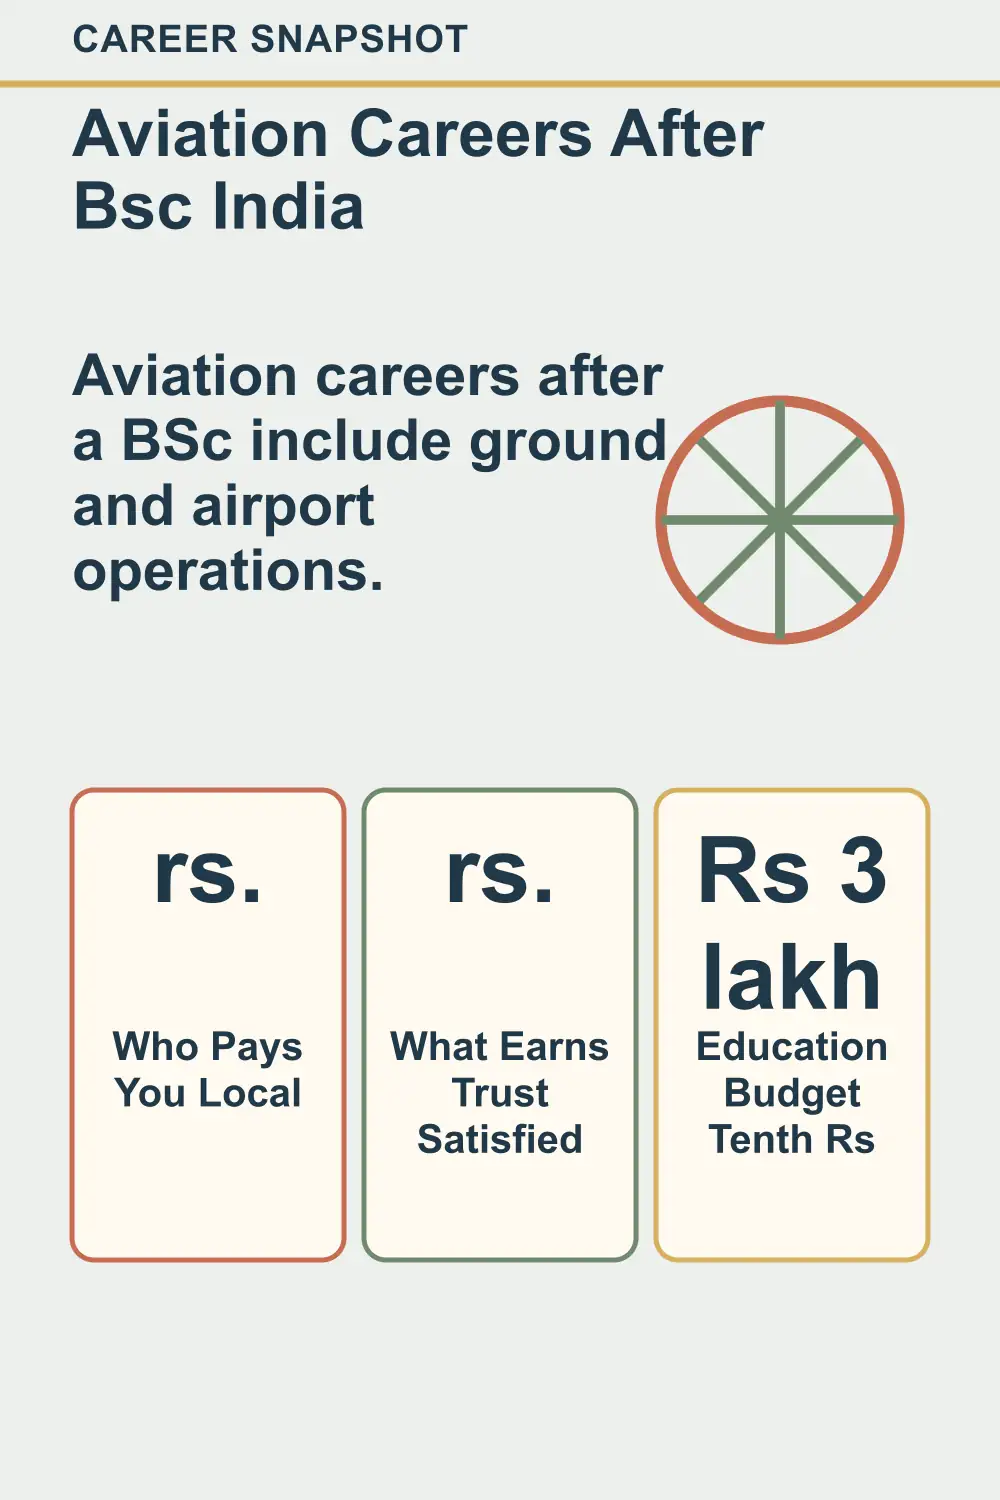 CAREER SNAPSHOT
Aviation Careers After
Bsc India
Aviation careers after
a BSc include ground
and airport
operations.
rs.
Who Pays
You Local
rs.
What Earns
Trust
Satisfied
Rs 3
lakh
Education
Budget
Tenth Rs